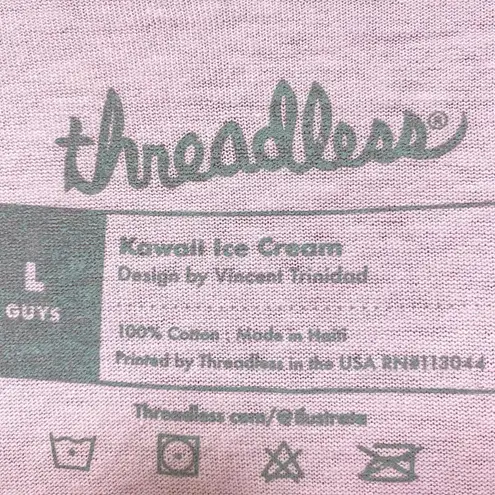 threadless®
L
GUYS
Kawaii Ice Cream
Design by Vincent Trinidad
100% Cotton ; Made in Haiti
Printed by Threadless in the USA RN#113044
Threadless com/@ilustrata